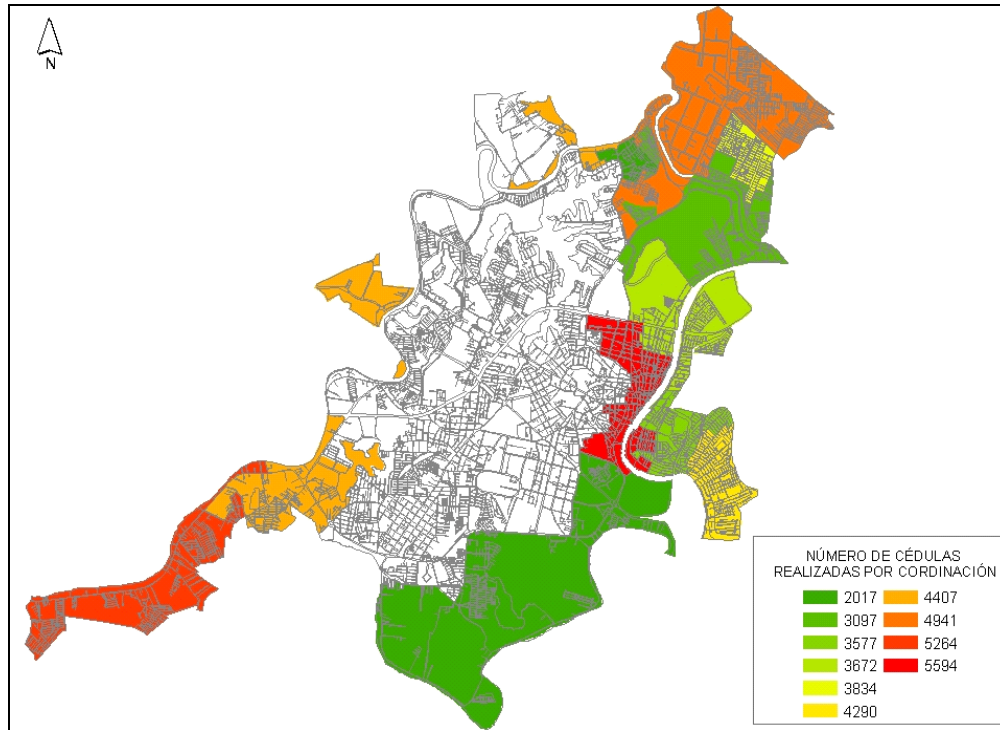 N
NÚMERO DE CÉDULAS
REALIZADAS POR CORDINACIÓN
2017 4407
3097 4941
3577 5264
3672 5594
3834
4290